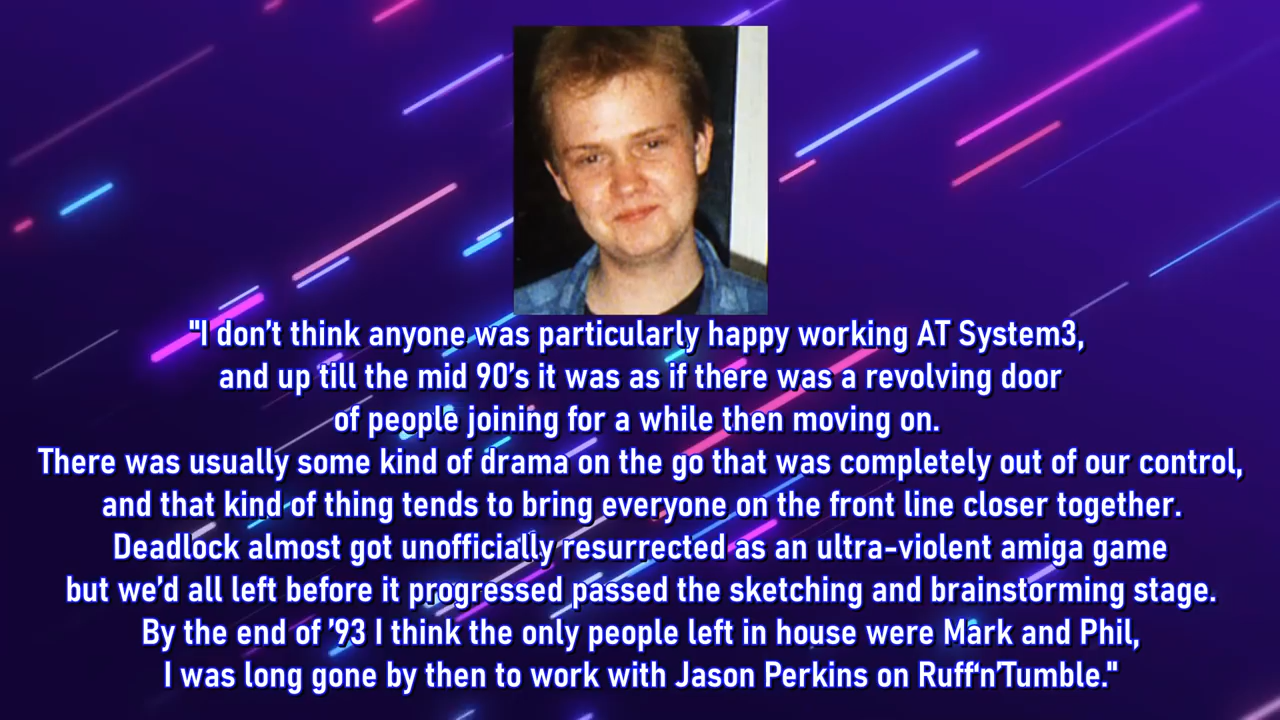 "I don’t think anyone was particularly happy working AT System3,
and up till the mid 90’s it was as if there was a revolving door
of people joining for a while then moving on.
There was usually some kind of drama on the go that was completely out of our control,
and that kind of thing tends to bring everyone on the front line closer together.
Deadlock almost got unofficially resurrected as an ultra-violent amiga game
but we’d all left before it progressed passed the sketching and brainstorming stage.
By the end of ’93 I think the only people left in house were Mark and Phil,
I was long gone by then to work with Jason Perkins on Ruff‘n’Tumble."